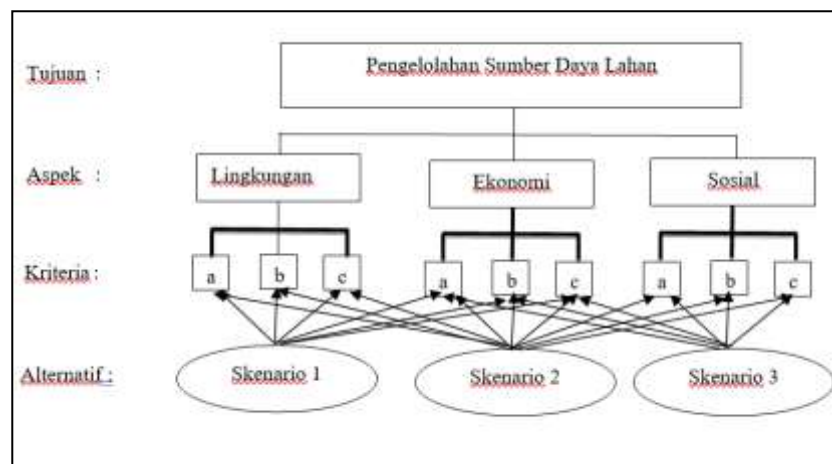 Tujuan :
Pengelolahan Sumber Daya Lahan
Aspek :
Lingkungan
Ekonomi
Sosial
Kriteria :
a
b
c
a
b
c
a
b
c
Alternatif :
Skenario 1
Skenario 2
Skenario 3